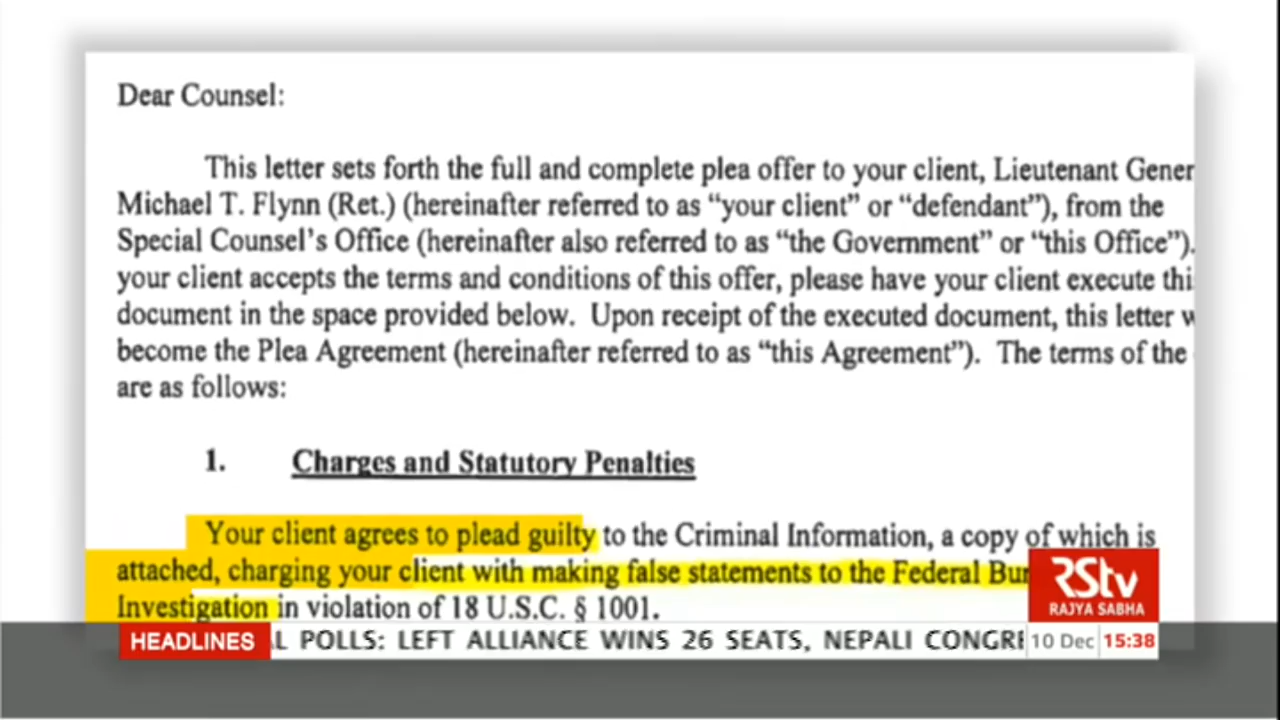 Dear Counsel:
This letter sets forth the full and complete plea offer to your client, Lieutenant Gener
Michael T. Flynn (Ret.) (hereinafter referred to as “your client” or “defendant”), from the
Special Counsel’s Office (hereinafter also referred to as “the Government” or “this Office”).
your client accepts the terms and conditions of this offer, please have your client execute thi
document in the space provided below. Upon receipt of the executed document, this letter w
become the Plea Agreement (hereinafter referred to as “this Agreement”). The terms of the
are as follows:
1. Charges and Statutory Penalties
Your client agrees to plead guilty to the Criminal Information, a copy of which is
attached, charging your client with making false statements to the Federal Bur
Investigation in violation of 18 U.S.C. § 1001.
RStv
RAJYA SABHA
HEADLINES L POLLS: LEFT ALLIANCE WINS 26 SEATS, NEPALI CONGRE 10 Dec 15:38